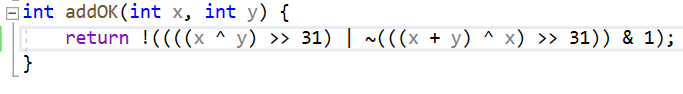 int addOK(int x, int y) {
    return !((((x ^ y) >> 31) | ~(((x + y) ^ x) >> 31)) & 1);
}